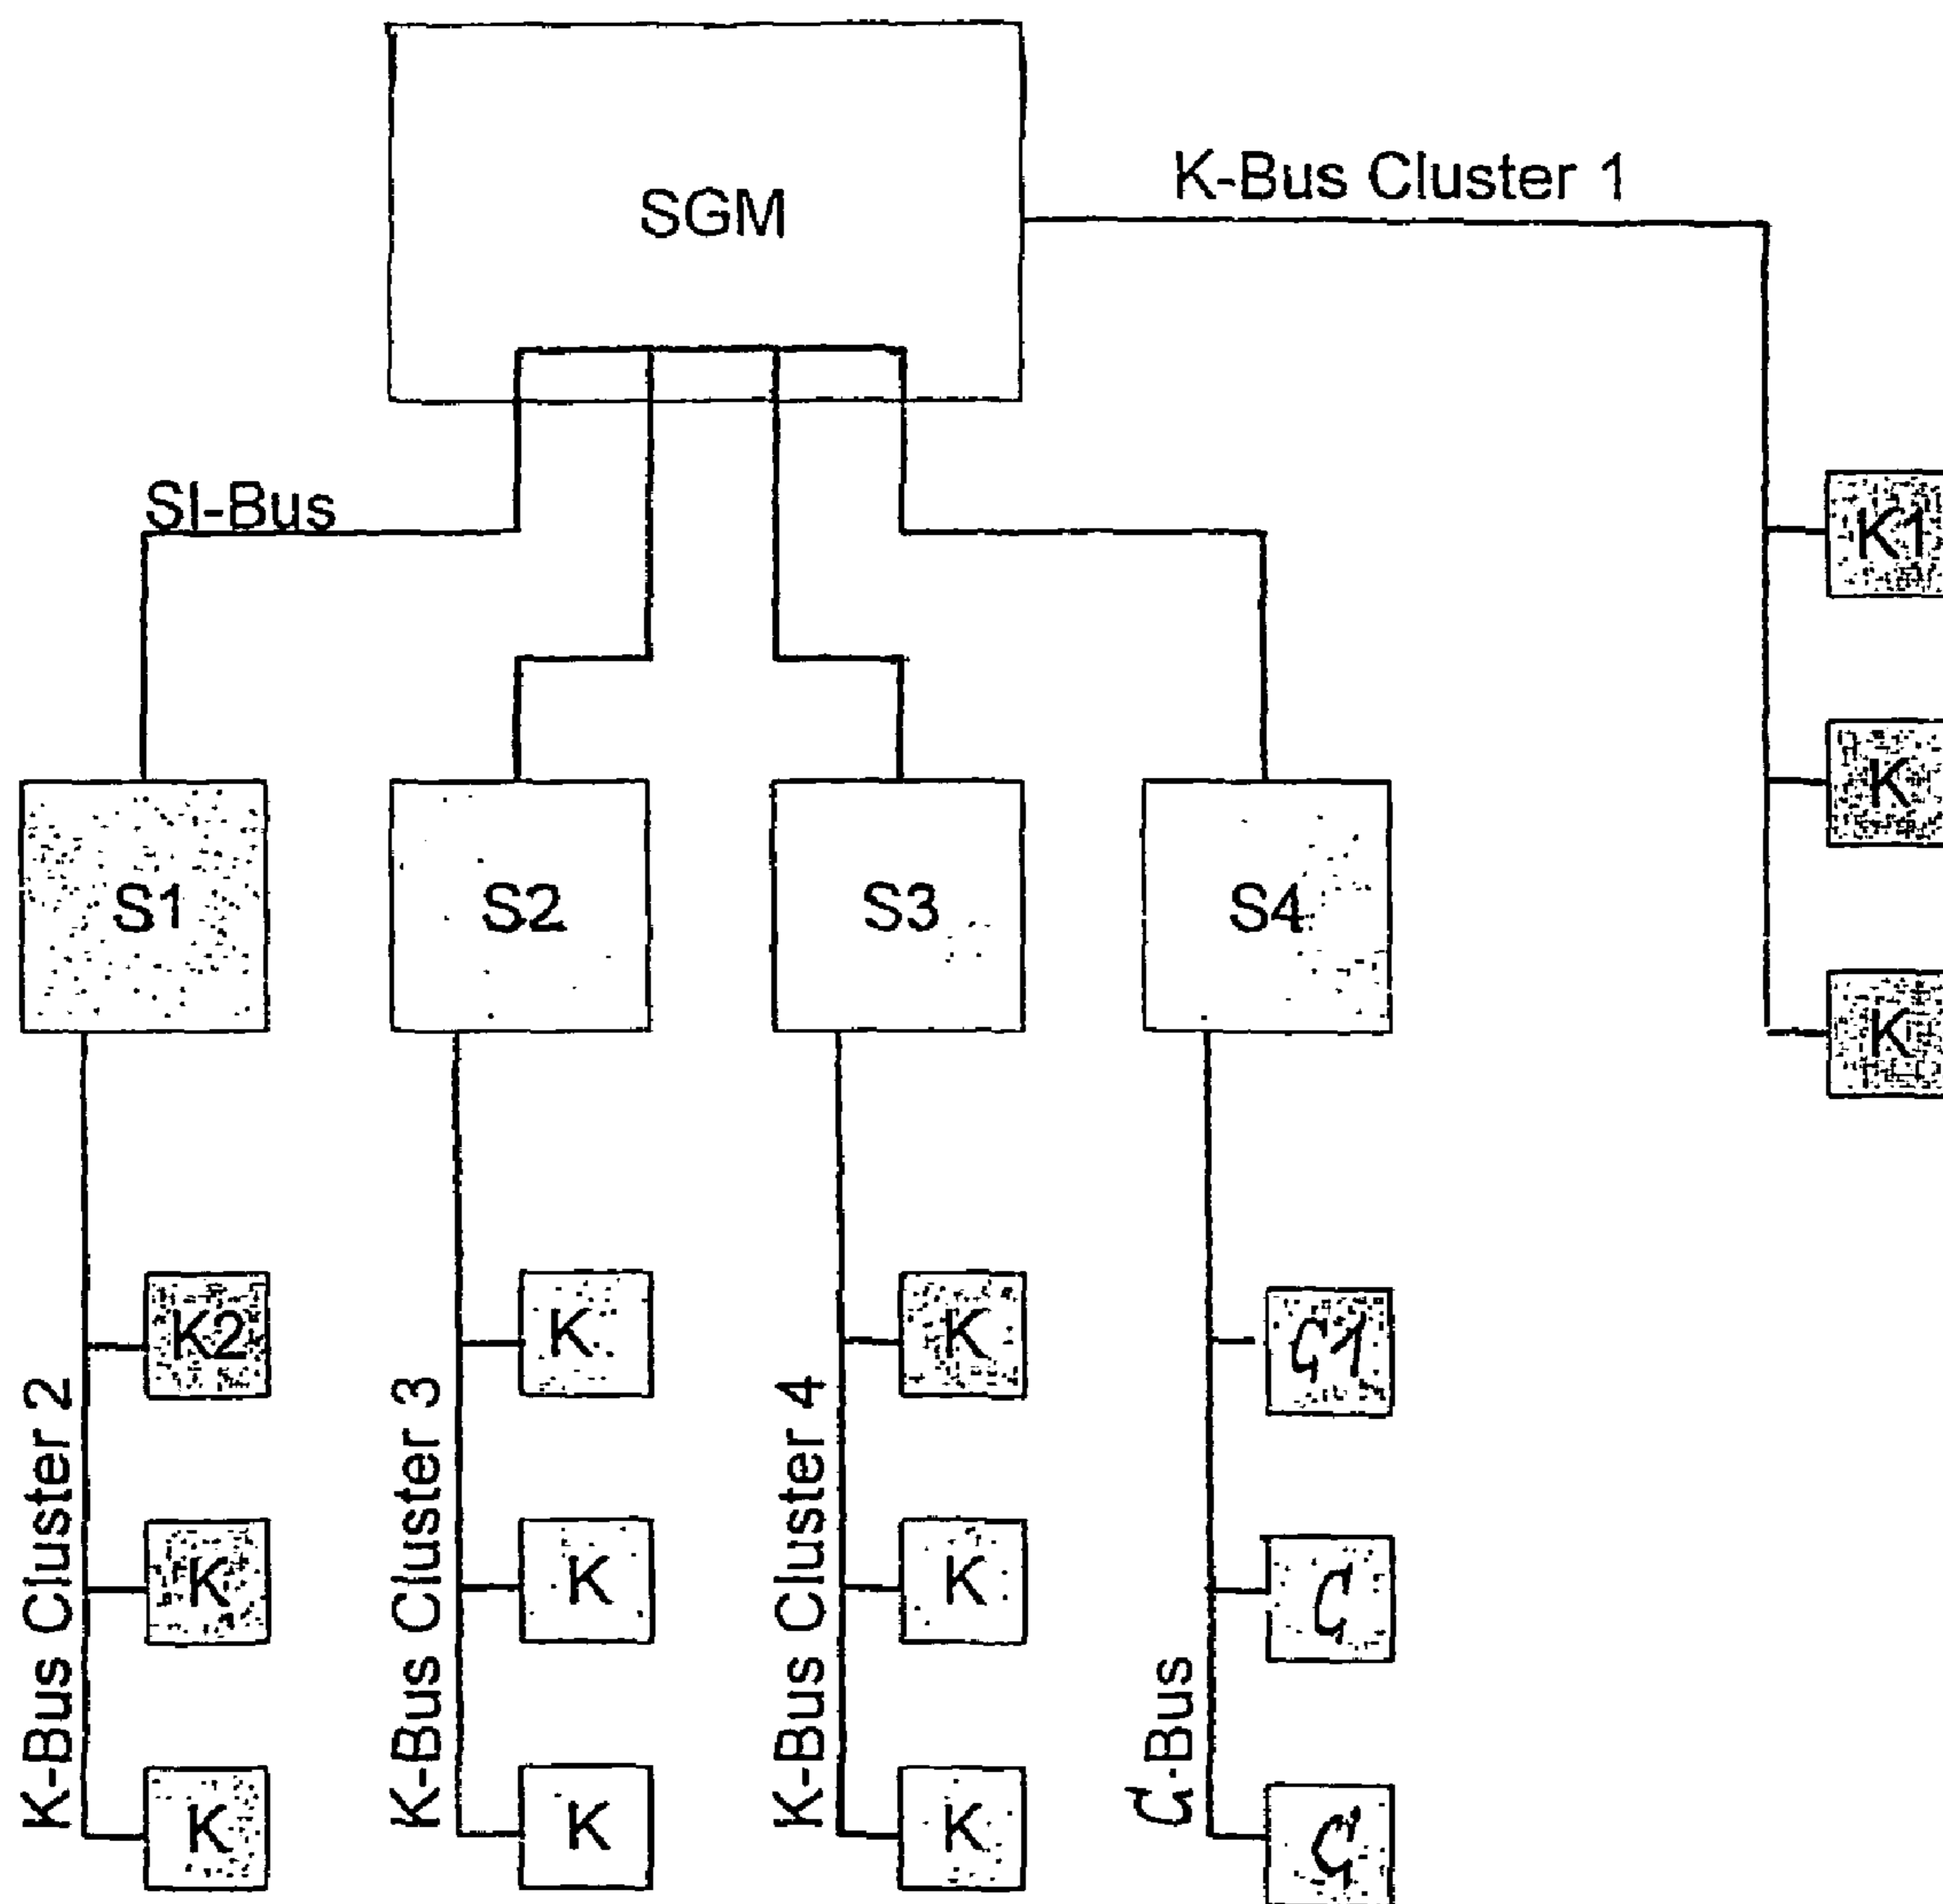 SGM
K-Bus Cluster 1
SI-Bus
K1
K
K
S1
S2
S3
S4
K-Bus Cluster 2
K2
K
K
K-Bus Cluster 3
K
K
K
K-Bus Cluster 4
K
K
K
C-Bus
C1
C
C